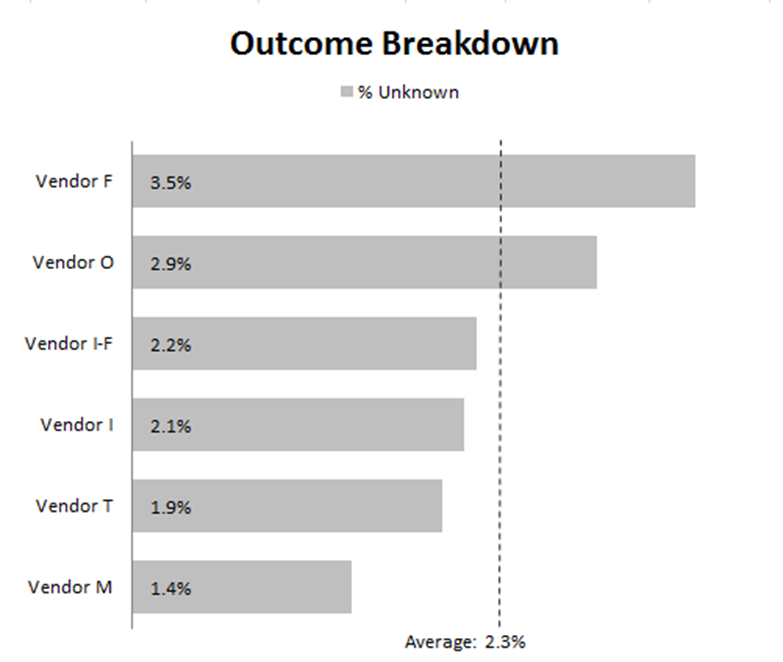 Outcome Breakdown
% Unknown
Vendor F 3.5%
Vendor O 2.9%
Vendor I-F 2.2%
Vendor I 2.1%
Vendor T 1.9%
Vendor M 1.4%
Average: 2.3%